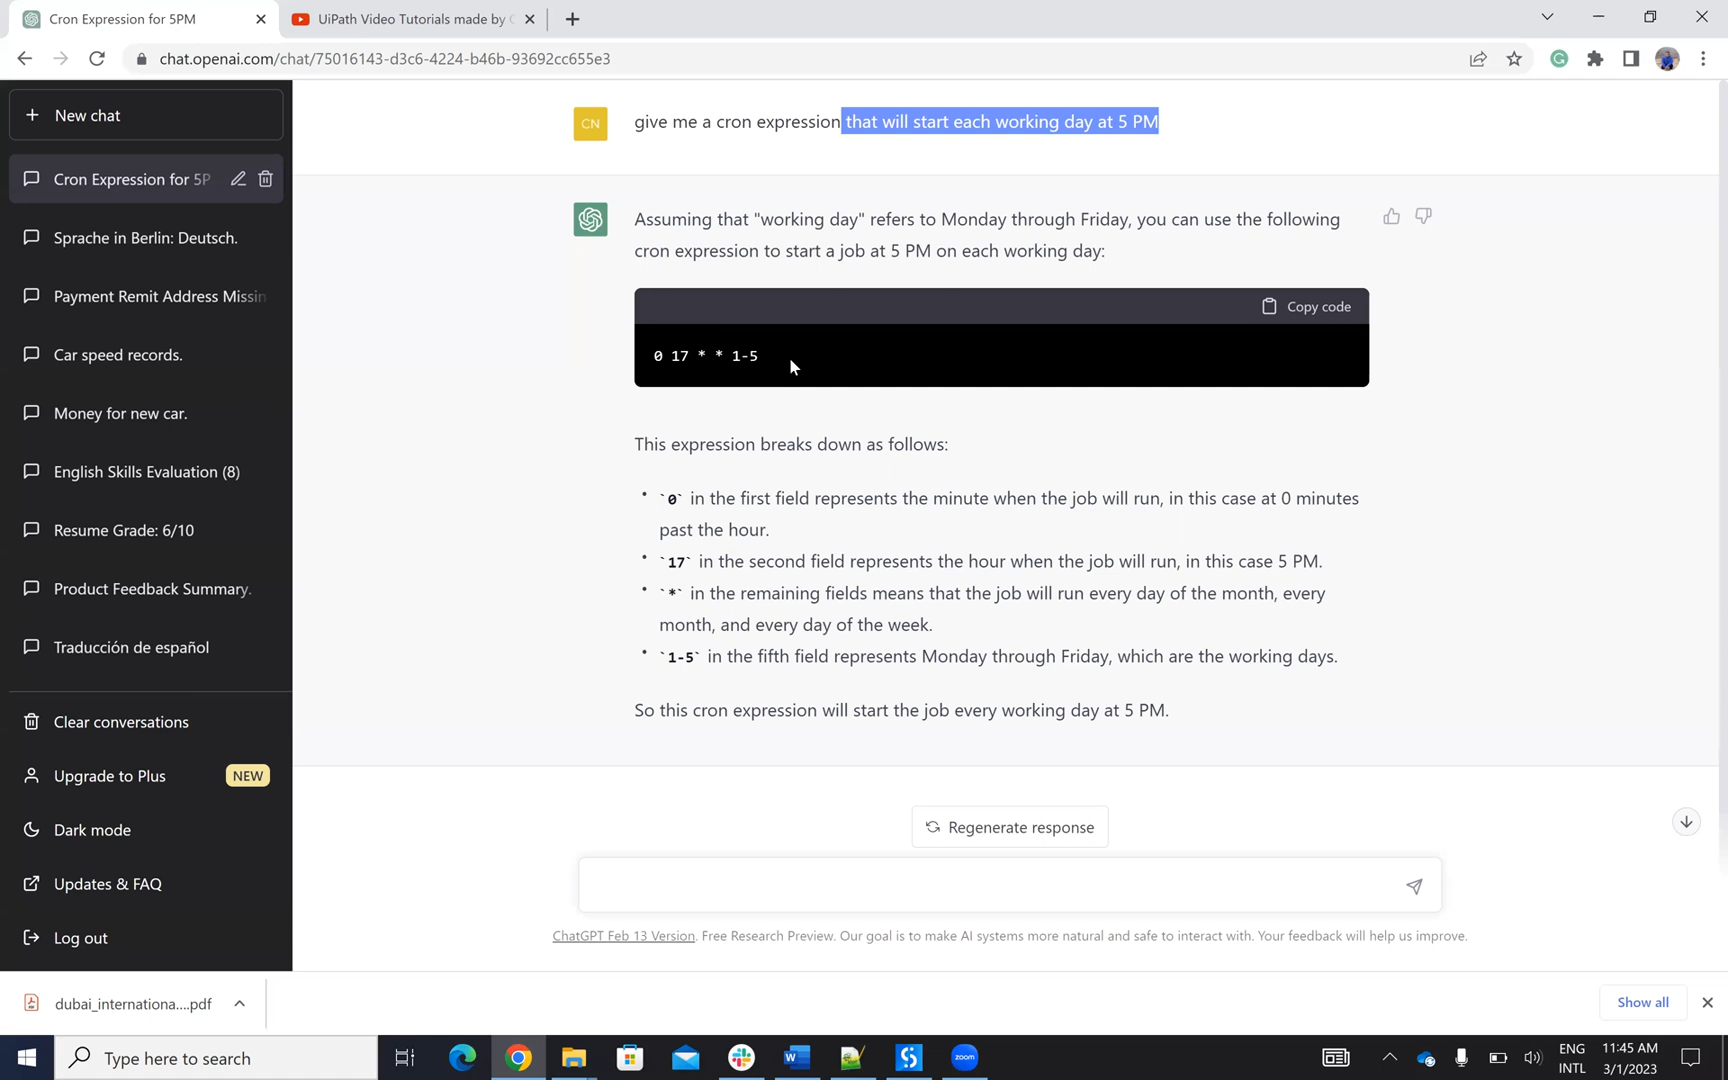 Cron Expression for 5PM
UiPath Video Tutorials made by
chat.openai.com/chat/75016143-d3c6-4224-b46b-93692cc655e3
New chat
Cron Expression for 5P
Sprache in Berlin: Deutsch.
Payment Remit Address Missin
Car speed records.
Money for new car.
English Skills Evaluation (8)
Resume Grade: 6/10
Product Feedback Summary.
Traducción de español
Clear conversations
Upgrade to Plus NEW
Dark mode
Updates & FAQ
Log out
CN
give me a cron expression that will start each working day at 5 PM
Assuming that "working day" refers to Monday through Friday, you can use the following
cron expression to start a job at 5 PM on each working day:
Copy code
0 17 * * 1-5
This expression breaks down as follows:
• `0` in the first field represents the minute when the job will run, in this case at 0 minutes
past the hour.
• `17` in the second field represents the hour when the job will run, in this case 5 PM.
• `*` in the remaining fields means that the job will run every day of the month, every
month, and every day of the week.
• `1-5` in the fifth field represents Monday through Friday, which are the working days.
So this cron expression will start the job every working day at 5 PM.
Regenerate response
ChatGPT Feb 13 Version. Free Research Preview. Our goal is to make AI systems more natural and safe to interact with. Your feedback will help us improve.
dubai_internationa....pdf
Show all
Type here to search
zoom
ENG
INTL
11:45 AM
3/1/2023